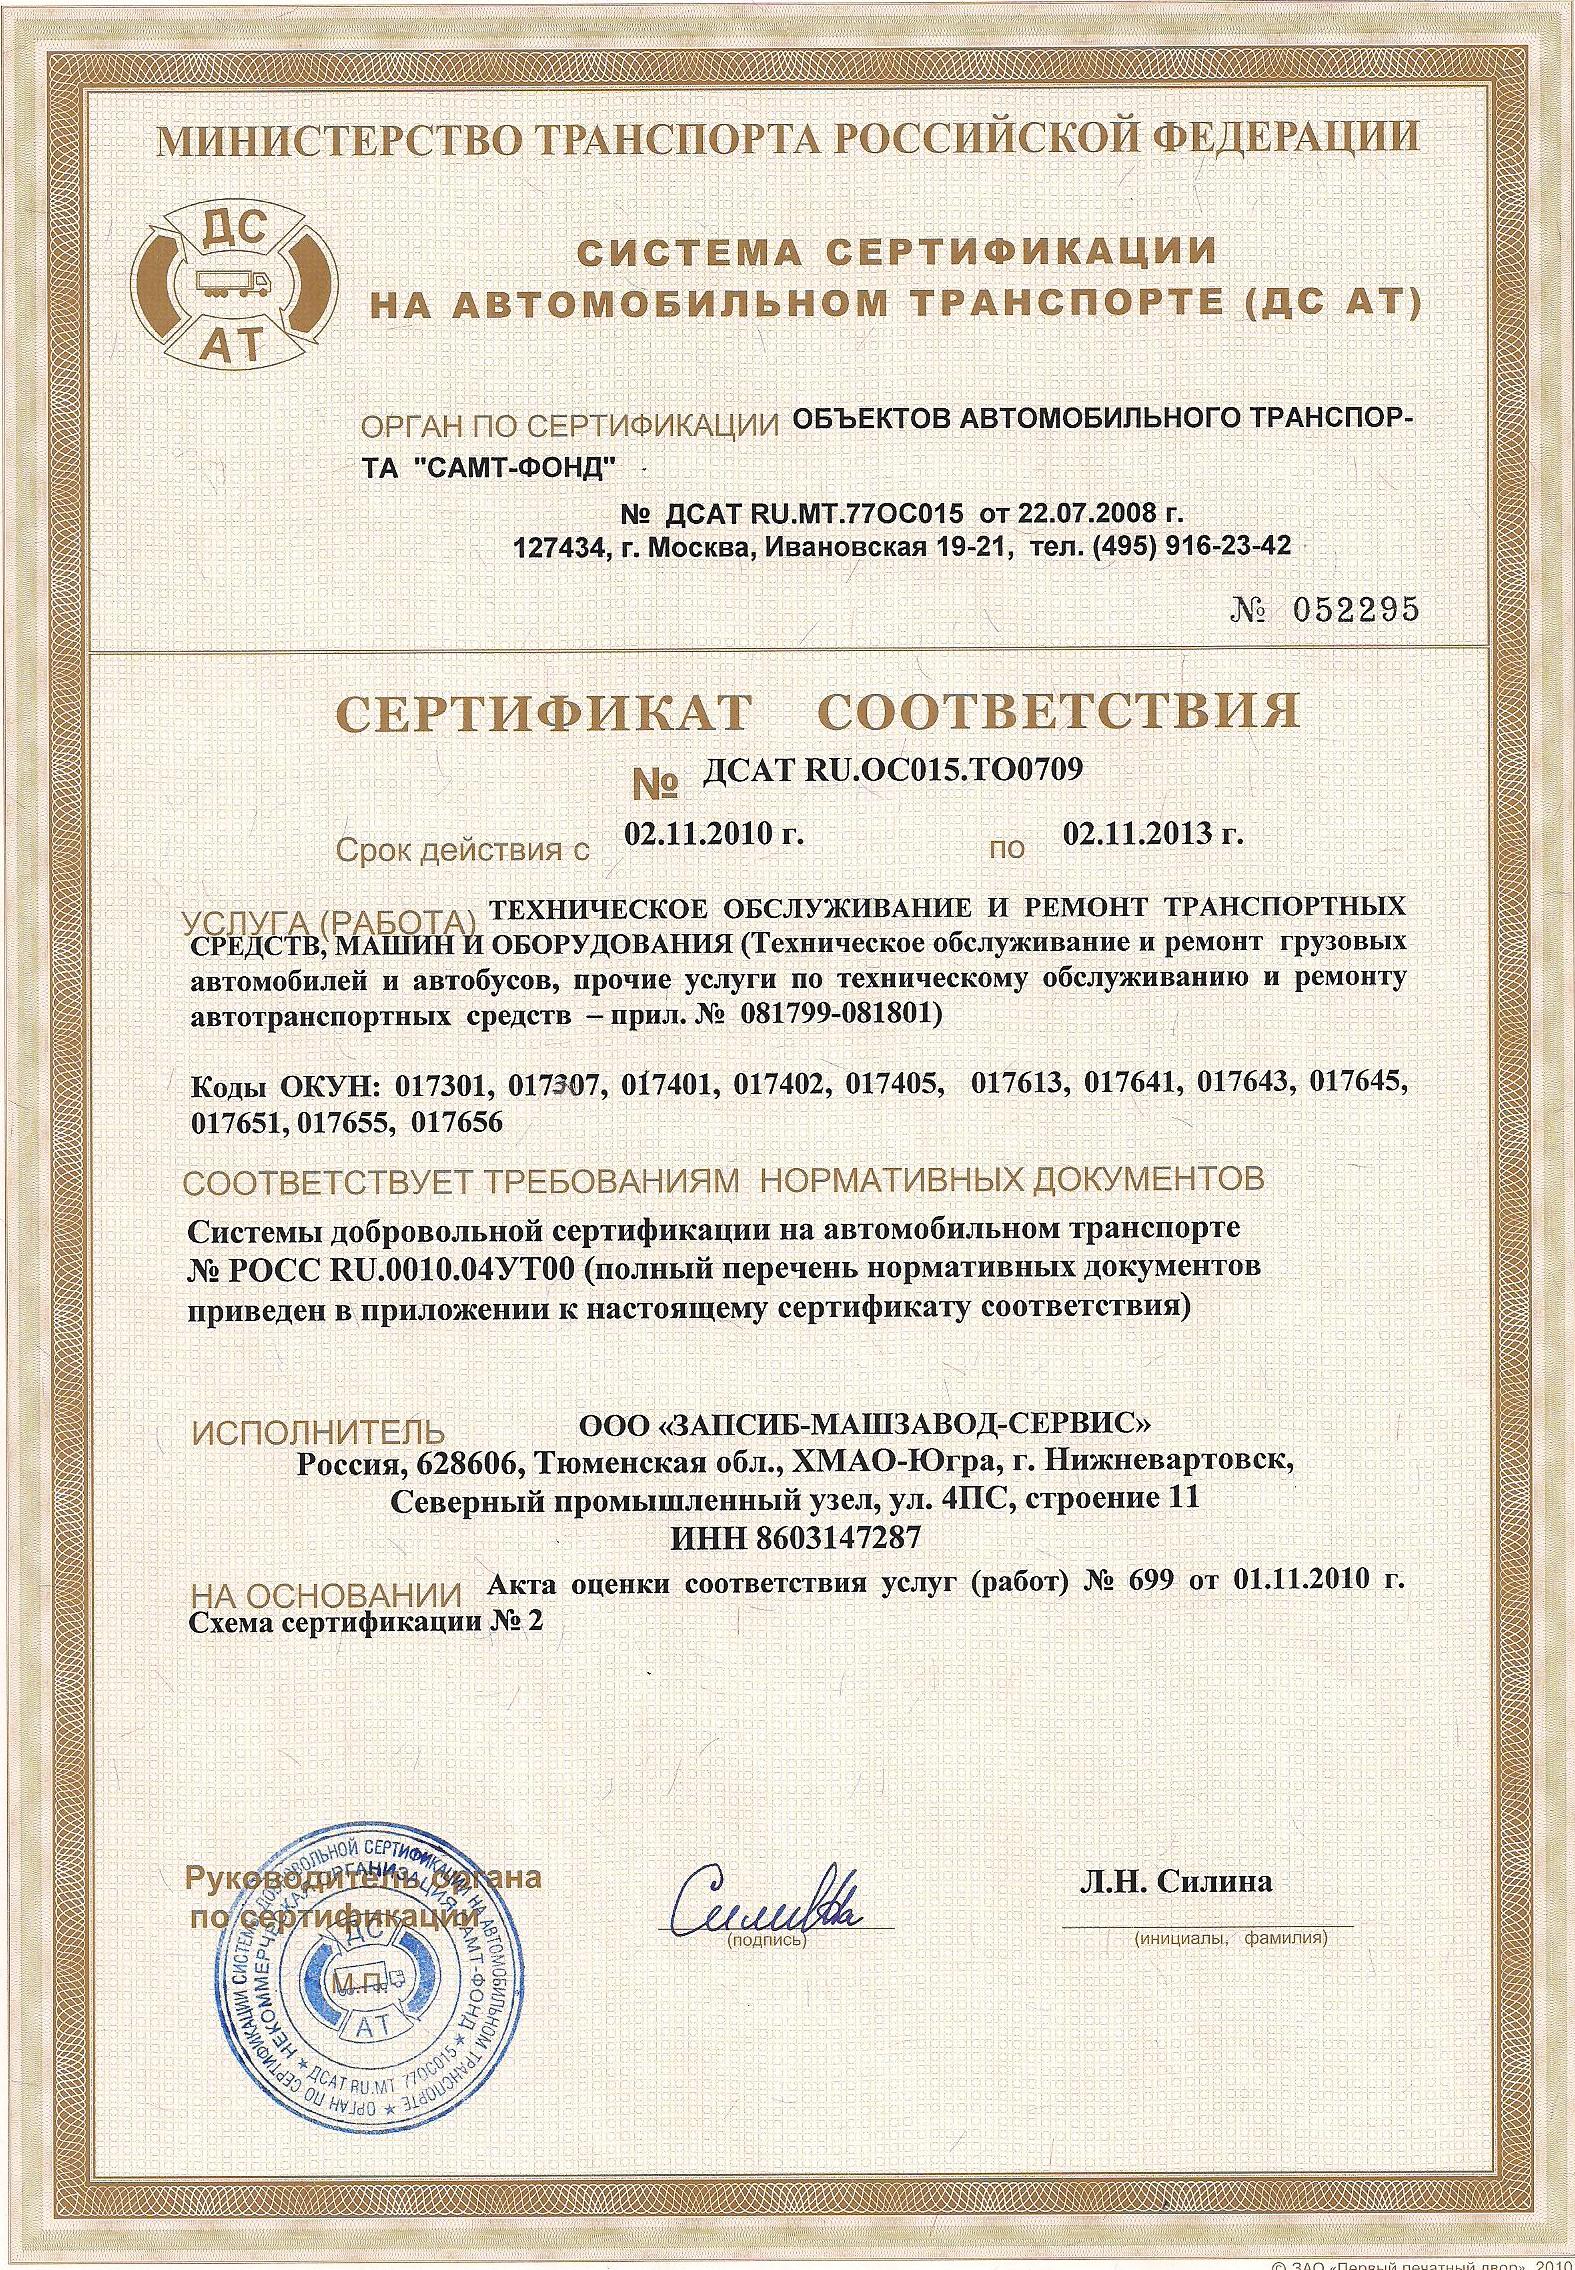 МИНИСТЕРСТВО ТРАНСПОРТА РОССИЙСКОЙ ФЕДЕРАЦИИ
ДС
АТ
СИСТЕМА СЕРТИФИКАЦИИ
НА АВТОМОБИЛЬНОМ ТРАНСПОРТЕ (ДС АТ)
ОРГАН ПО СЕРТИФИКАЦИИ ОБЪЕКТОВ АВТОМОБИЛЬНОГО ТРАНСПОР-
ТА "САМТ-ФОНД"
№ ДСАТ RU.МТ.77ОС015 от 22.07.2008 г.
127434, г. Москва, Ивановская 19-21, тел. (495) 916-23-42
№ 052295
СЕРТИФИКАТ СООТВЕТСТВИЯ
№ ДСАТ RU.ОС015.ТО0709
Срок действия с 02.11.2010 г. по 02.11.2013 г.
УСЛУГА (РАБОТА) ТЕХНИЧЕСКОЕ ОБСЛУЖИВАНИЕ И РЕМОНТ ТРАНСПОРТНЫХ
СРЕДСТВ, МАШИН И ОБОРУДОВАНИЯ (Техническое обслуживание и ремонт грузовых
автомобилей и автобусов, прочие услуги по техническому обслуживанию и ремонту
автотранспортных средств – прил. № 081799-081801)
Коды ОКУН: 017301, 017307, 017401, 017402, 017405, 017613, 017641, 017643, 017645,
017651, 017655, 017656
СООТВЕТСТВУЕТ ТРЕБОВАНИЯМ НОРМАТИВНЫХ ДОКУМЕНТОВ
Системы добровольной сертификации на автомобильном транспорте
№ РОСС RU.0010.04УТ00 (полный перечень нормативных документов
приведен в приложении к настоящему сертификату соответствия)
ИСПОЛНИТЕЛЬ ООО «ЗАПСИБ-МАШЗАВОД-СЕРВИС»
Россия, 628606, Тюменская обл., ХМАО-Югра, г. Нижневартовск,
Северный промышленный узел, ул. 4ПС, строение 11
ИНН 8603147287
НА ОСНОВАНИИ Акта оценки соответствия услуг (работ) № 699 от 01.11.2010 г.
Схема сертификации № 2
Руководитель органа
по сертификации
М.П.
Силина
(подпись)
Л.Н. Силина
(инициалы, фамилия)
ОРГАН ПО СЕРТИФИКАЦИИ СИСТЕМЫ ДОБРОВОЛЬНОЙ СЕРТИФИКАЦИИ НА АВТОМОБИЛЬНОМ ТРАНСПОРТЕ
НЕКОММЕРЧЕСКАЯ ОРГАНИЗАЦИЯ САМТ-ФОНД
ДСАТ RU.МТ 77ОС015
ДС
АТ
© ЗАО «Первый печатный двор», 2010